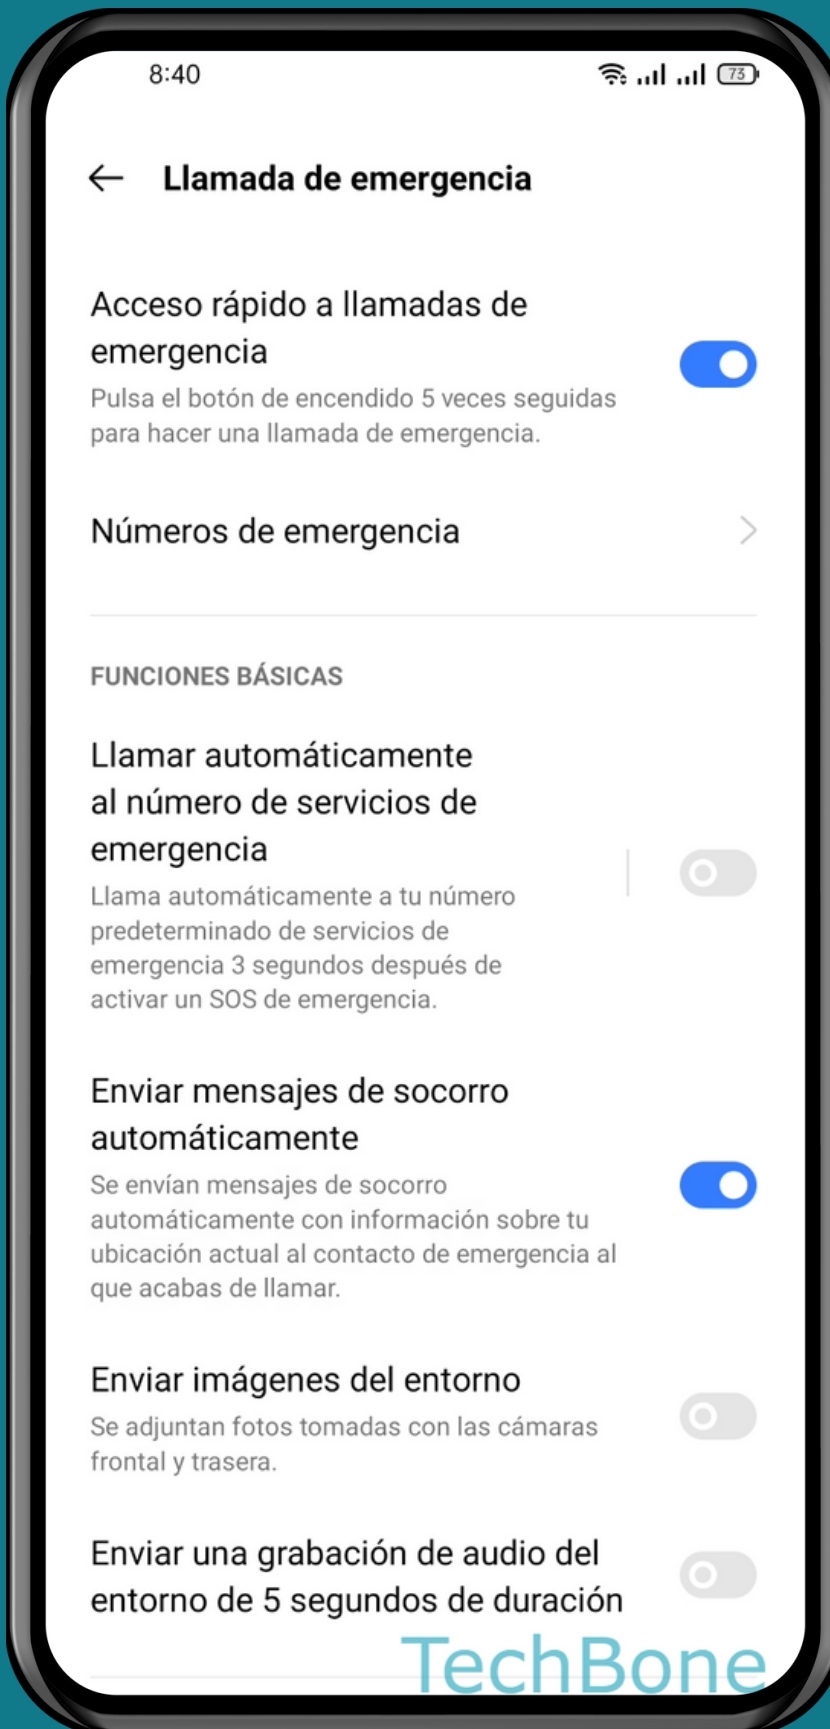 8:40
73
Llamada de emergencia
Acceso rápido a llamadas de
emergencia
Pulsa el botón de encendido 5 veces seguidas
para hacer una llamada de emergencia.
Números de emergencia
FUNCIONES BÁSICAS
Llamar automáticamente
al número de servicios de
emergencia
Llama automáticamente a tu número
predeterminado de servicios de
emergencia 3 segundos después de
activar un SOS de emergencia.
Enviar mensajes de socorro
automáticamente
Se envían mensajes de socorro
automáticamente con información sobre tu
ubicación actual al contacto de emergencia al
que acabas de llamar.
Enviar imágenes del entorno
Se adjuntan fotos tomadas con las cámaras
frontal y trasera.
Enviar una grabación de audio del
entorno de 5 segundos de duración
TechBone